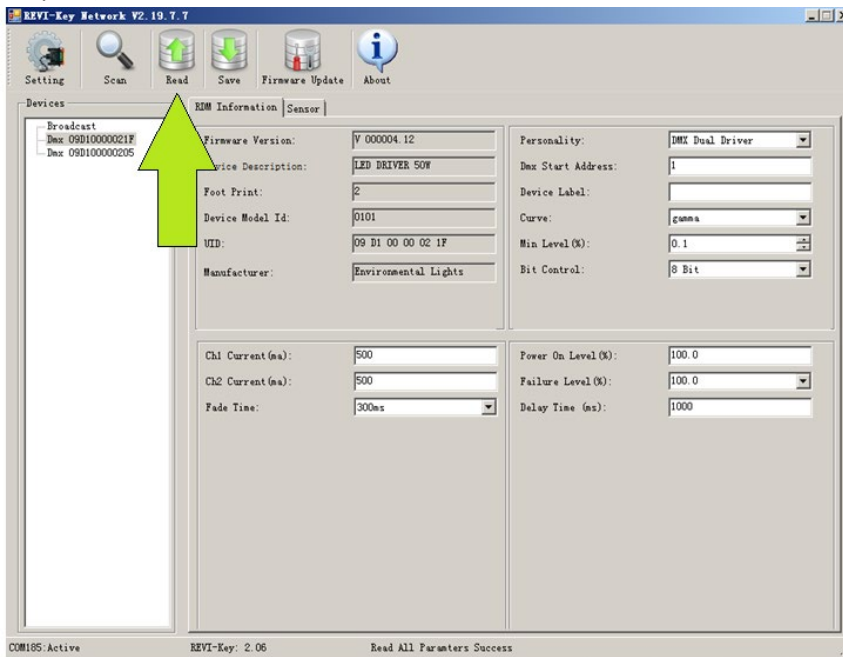 REVI-Key Network V2.19.7.7
Setting Scan Read Save Firmware Update About
Devices
Broadcast
Dmx 09D10000021F
Dmx 09D100000205
RDM Information Sensor
Firmware Version: V 000004.12
Device Description: LED DRIVER 50W
Foot Print: 2
Device Model Id: 0101
UID: 09 D1 00 00 02 1F
Manufacturer: Environmental Lights
Personality: DMX Dual Driver
Dmx Start Address: 1
Device Label:
Curve: gamma
Min Level(%): 0.1
Bit Control: 8 Bit
Ch1 Current(ma): 500
Ch2 Current(ma): 500
Fade Time: 300ms
Power On Level(%): 100.0
Failure Level(%): 100.0
Delay Time (ms): 1000
COM185:Active REVI-Key: 2.06 Read All Paramters Success